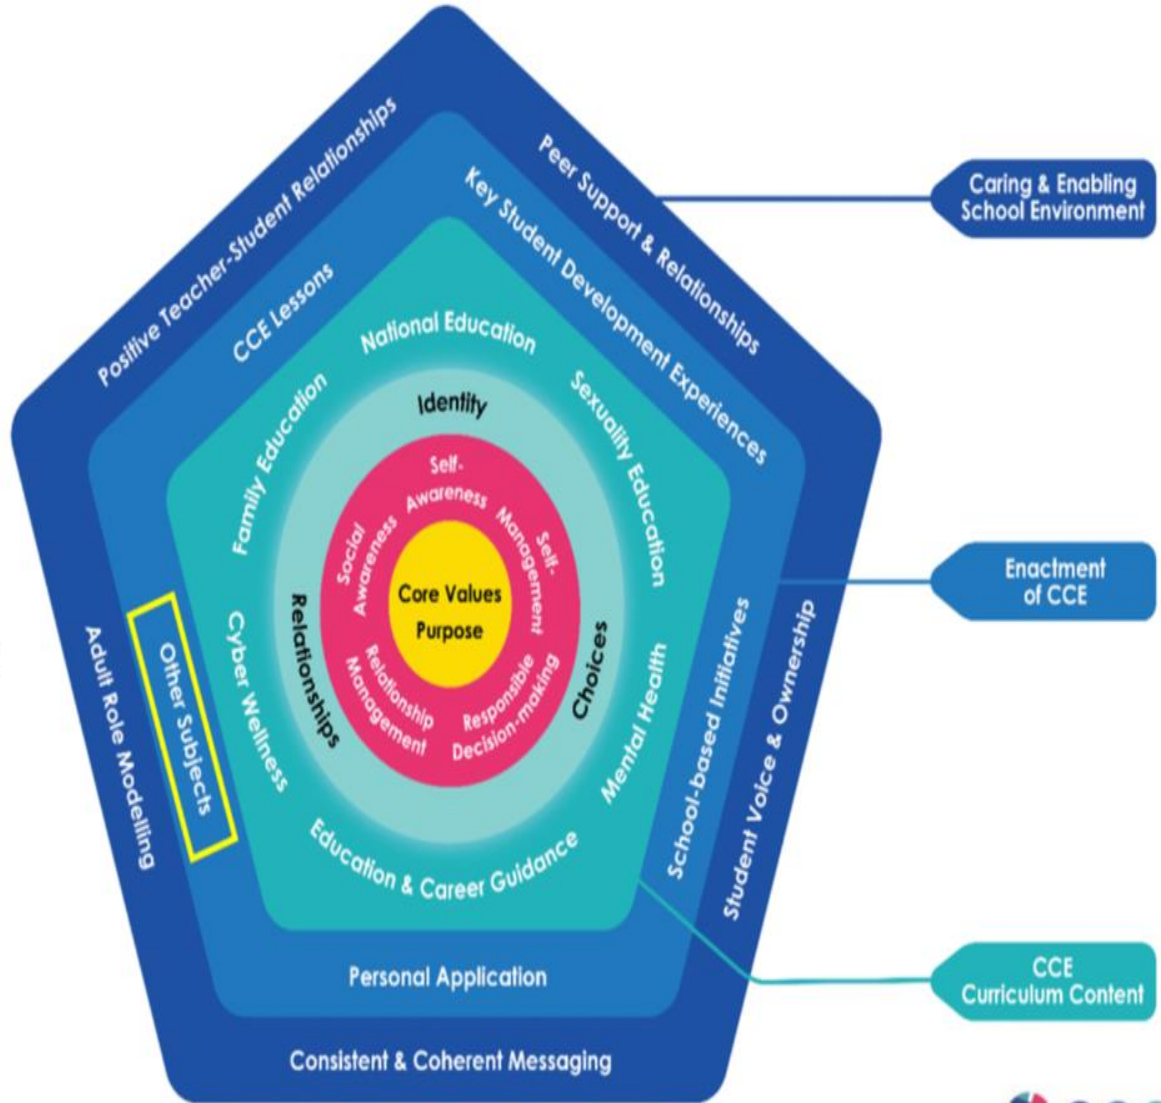 Positive Teacher-Student Relationships
Peer Support & Relationships
Caring & Enabling
School Environment
CCE Lessons
Key Student Development Experiences
National Education
Family Education
Sexuality Education
Identity
Self-
Awareness
Social
Awareness
Self-
Management
Core Values
Purpose
Enactment
of CCE
Relationships
Choices
Relationship
Management
Responsible
Decision-making
Cyber Wellness
Mental Health
Other Subjects
School-based Initiatives
Adult Role Modelling
Student Voice & Ownership
Education & Career Guidance
CCE
Curriculum Content
Personal Application
Consistent & Coherent Messaging